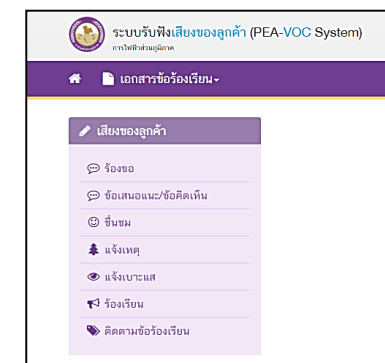 ระบบรับฟังเสียงของลูกค้า (PEA-VOC System)
การไฟฟ้าส่วนภูมิภาค
เอกสารข้อร้องเรียน
เสียงของลูกค้า
ร้องขอ
ข้อเสนอแนะ/ข้อคิดเห็น
ชื่นชม
แจ้งเหตุ
แจ้งเบาะแส
ร้องเรียน
ติดตามข้อร้องเรียน